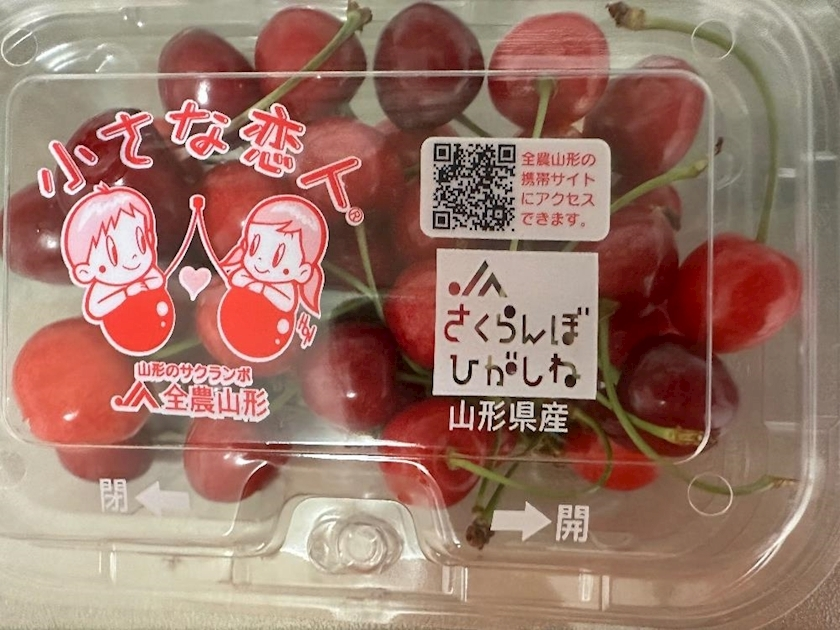 小さな恋人®
山形のサクランボ
JA全農山形
全農山形の
携帯サイト
にアクセス
できます。
JA
さくらんぼ
ひがしね
山形県産
閉
開